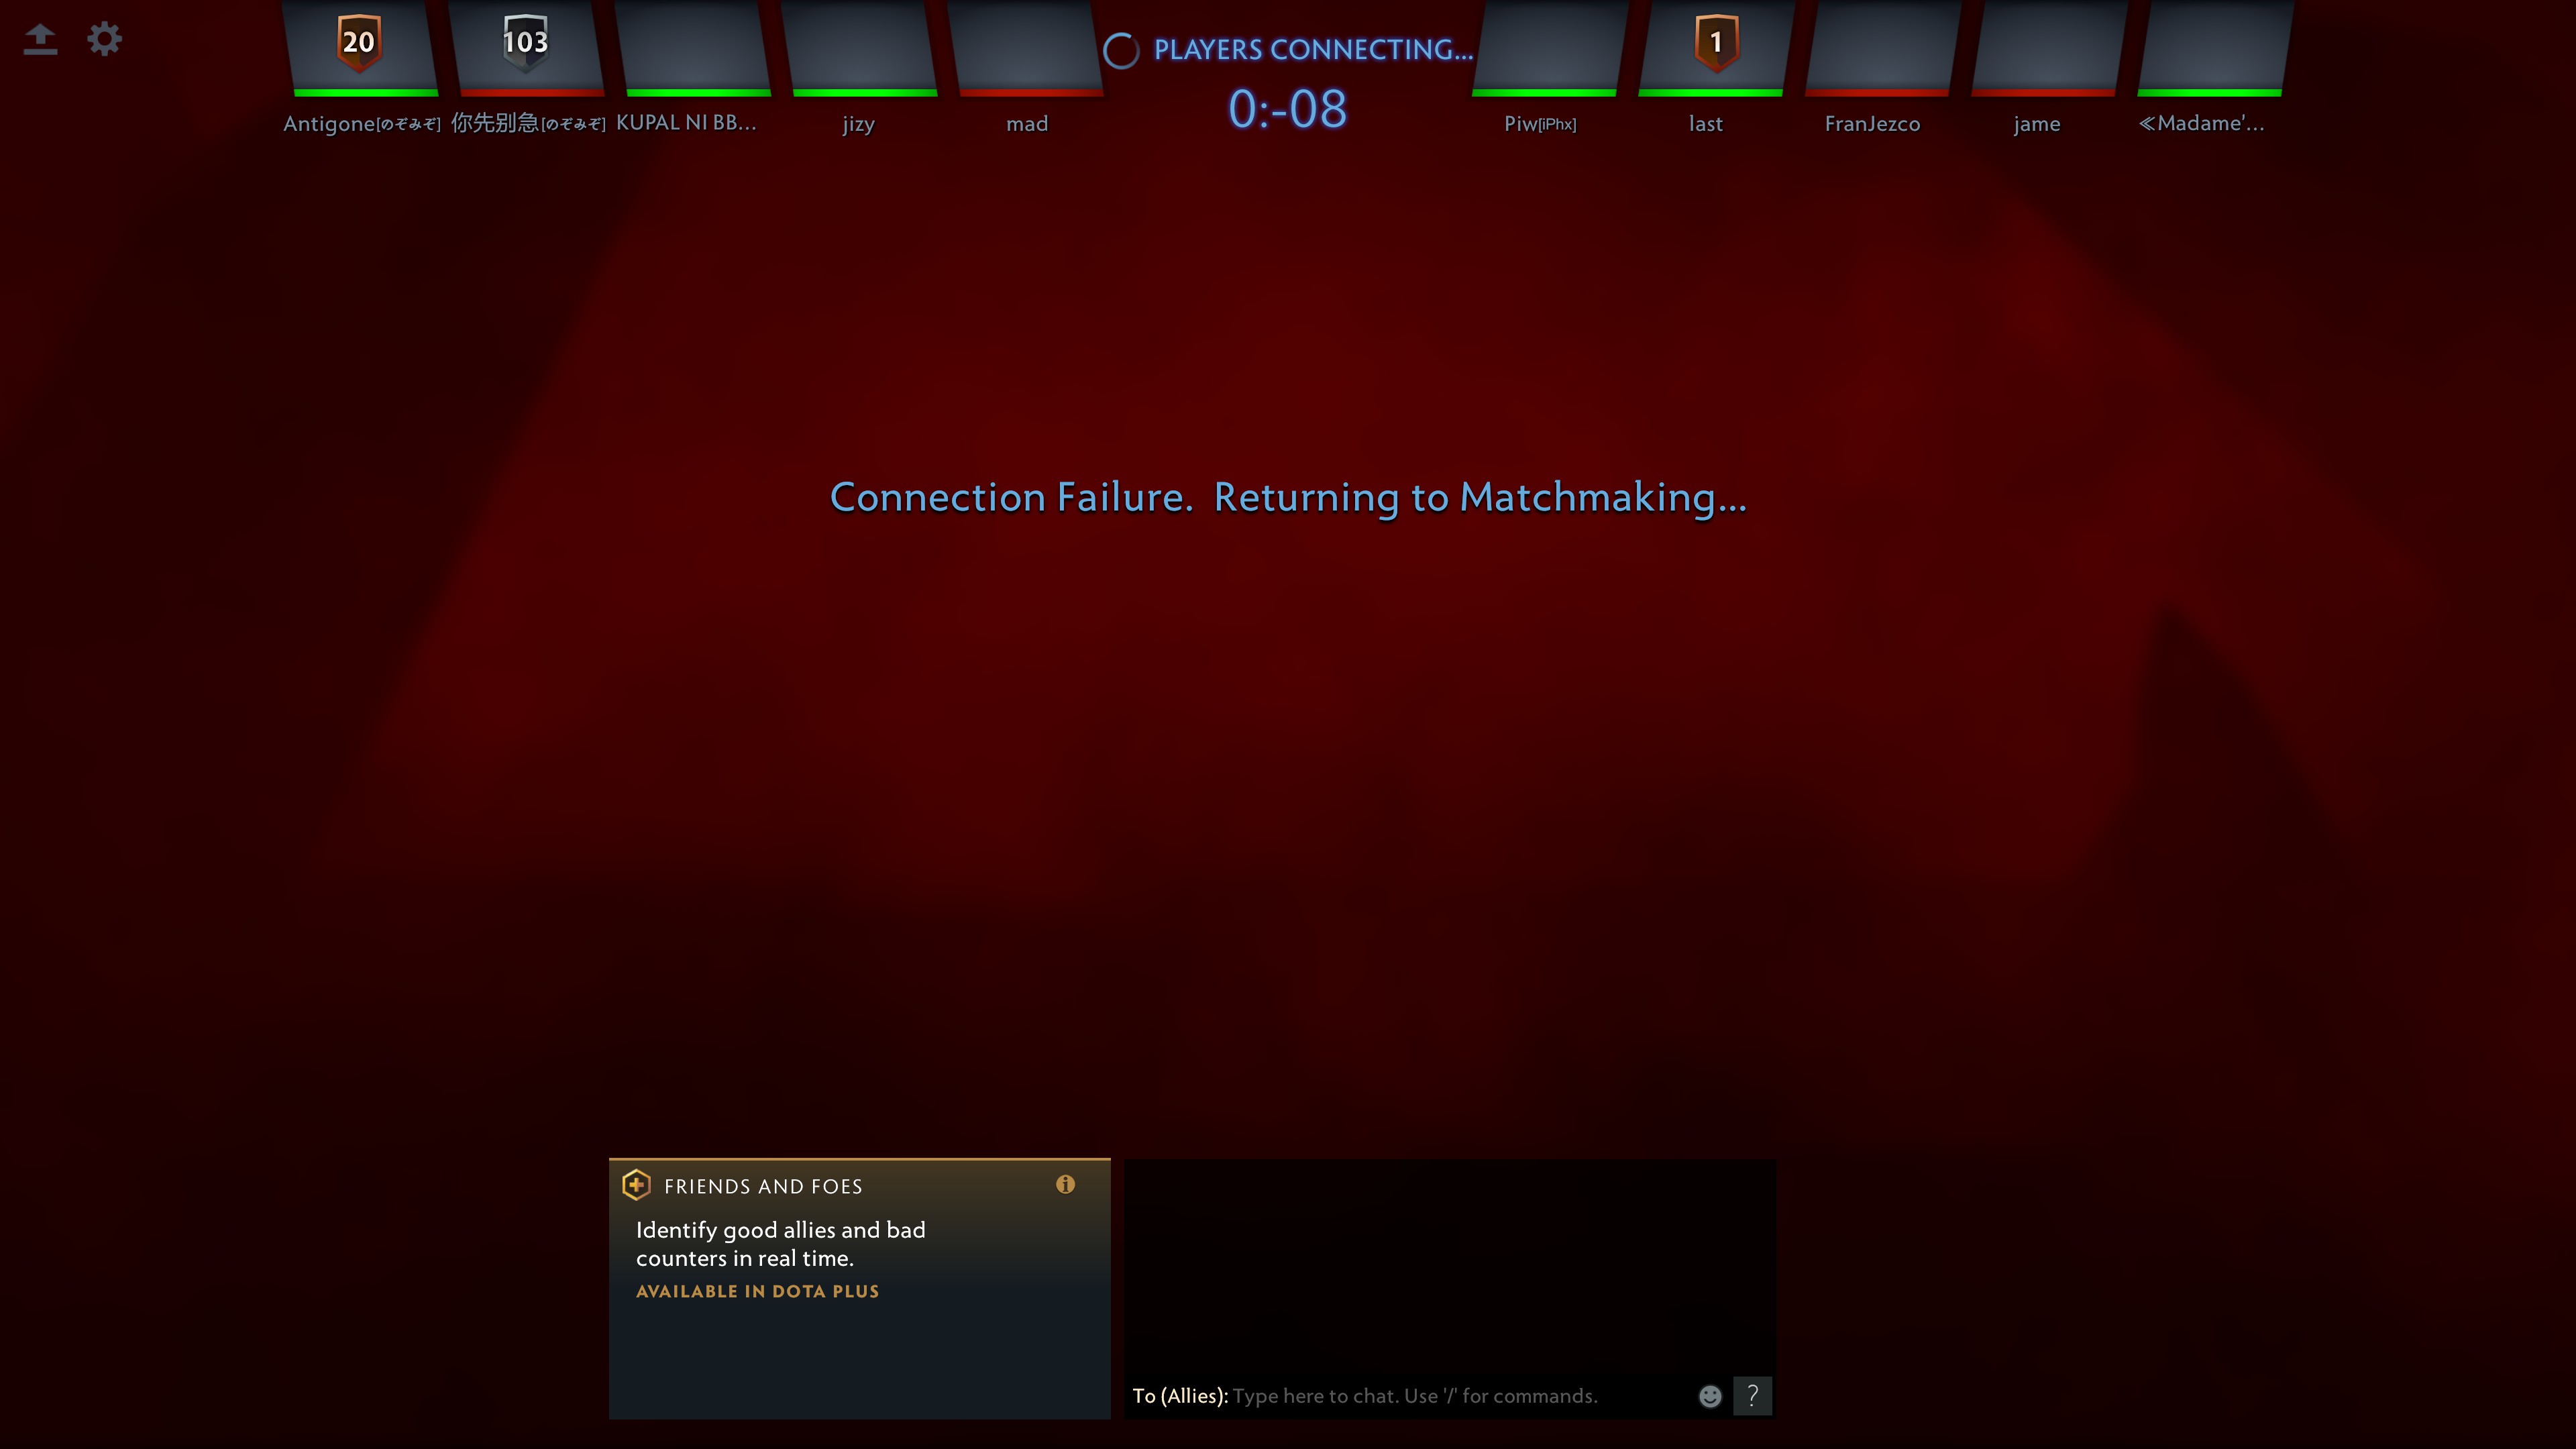 20
103
PLAYERS CONNECTING...
1
0:-08
Antigone[のぞみぞ]
你先别急[のぞみぞ]
KUPAL NI BB...
jizy
mad
Piw[iPhx]
last
FranJezco
jame
≪Madame'...
Connection Failure. Returning to Matchmaking...
FRIENDS AND FOES
Identify good allies and bad
counters in real time.
AVAILABLE IN DOTA PLUS
To (Allies): Type here to chat. Use '/' for commands.
?